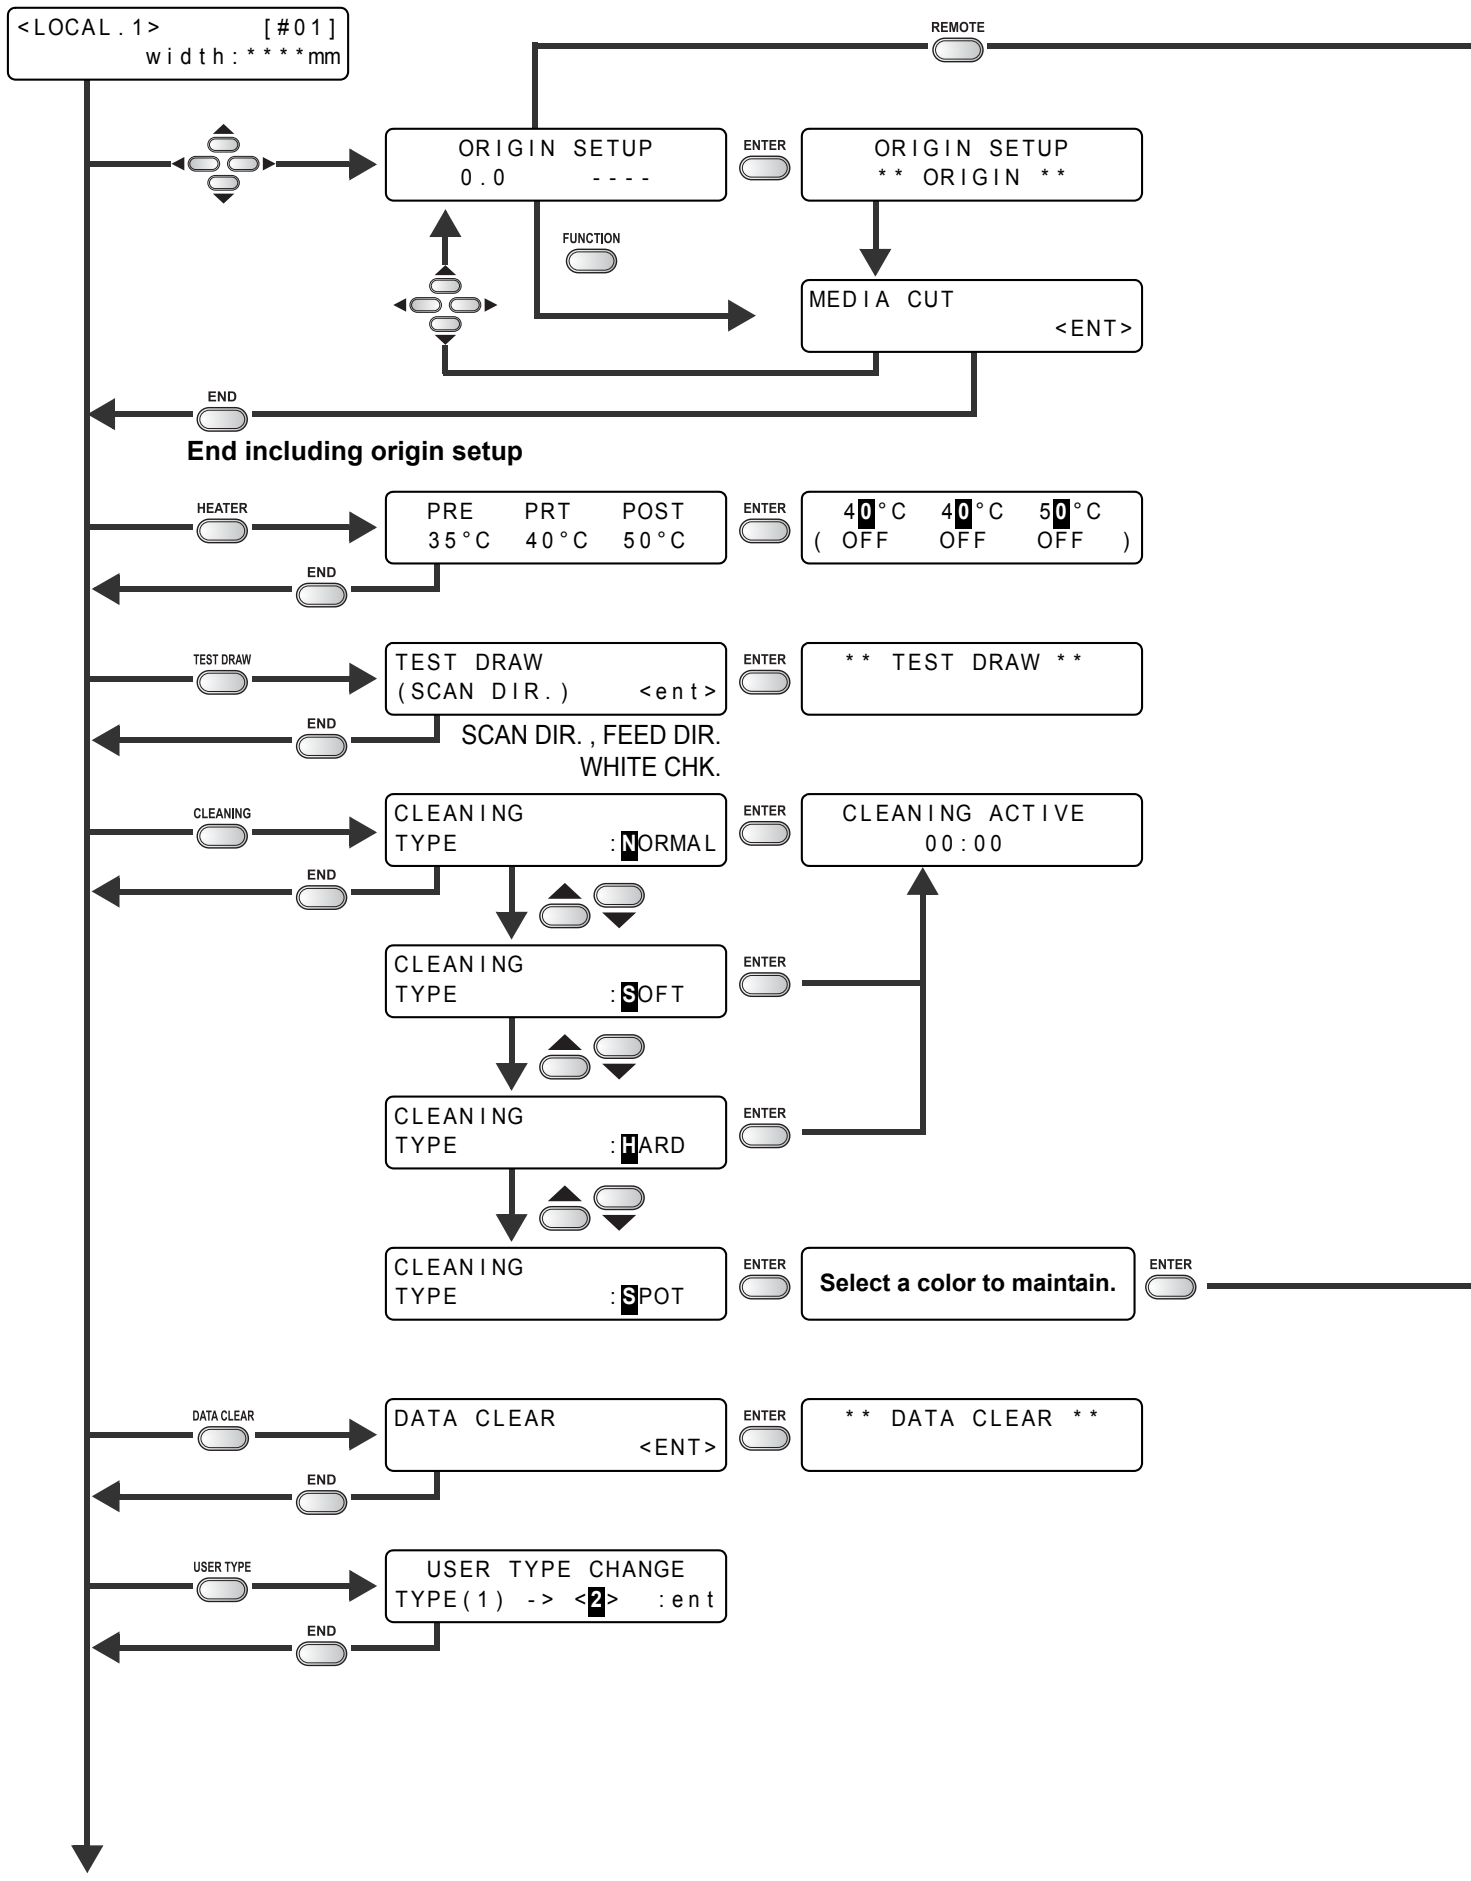 <LOCAL.1> [#01]
width:****mm
REMOTE
ORIGIN SETUP
0.0 ----
ENTER
ORIGIN SETUP
** ORIGIN **
FUNCTION
MEDIA CUT
<ENT>
END
End including origin setup
HEATER
PRE PRT POST
35°C 40°C 50°C
ENTER
40°C 40°C 50°C
( OFF OFF OFF )
END
TEST DRAW
TEST DRAW
(SCAN DIR.) <ent>
ENTER
** TEST DRAW **
END
SCAN DIR. , FEED DIR.
WHITE CHK.
CLEANING
CLEANING
TYPE :NORMAL
ENTER
CLEANING ACTIVE
00:00
END
CLEANING
TYPE :SOFT
ENTER
CLEANING
TYPE :HARD
ENTER
CLEANING
TYPE :SPOT
ENTER
Select a color to maintain.
ENTER
DATA CLEAR
DATA CLEAR
<ENT>
ENTER
** DATA CLEAR **
END
USER TYPE
USER TYPE CHANGE
TYPE(1) -> <2> :ent
END